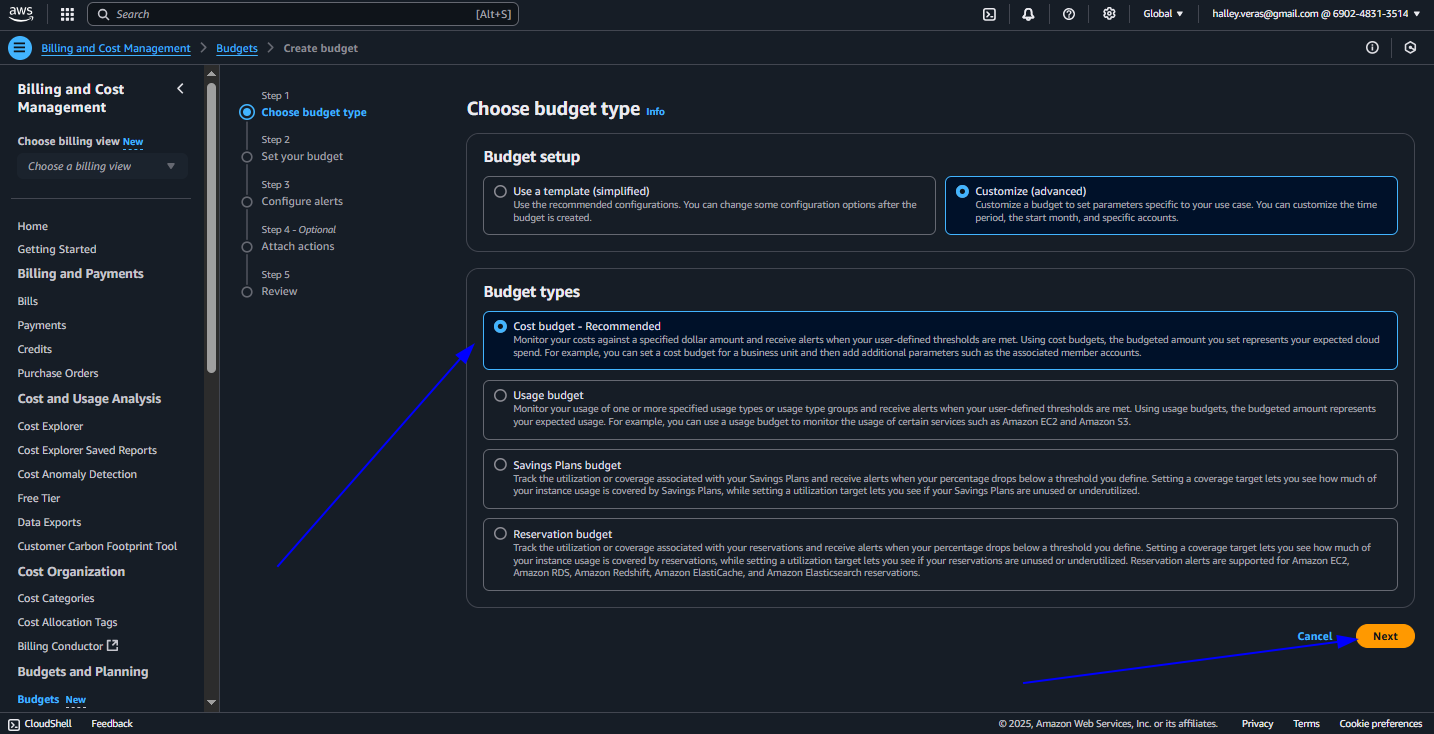 aws
Search [Alt+S]
Global
halley.veras@gmail.com @ 6902-4831-3514
Billing and Cost Management > Budgets > Create budget
Billing and Cost
Management
Choose billing view New
Choose a billing view
Home
Getting Started
Billing and Payments
Bills
Payments
Credits
Purchase Orders
Cost and Usage Analysis
Cost Explorer
Cost Explorer Saved Reports
Cost Anomaly Detection
Free Tier
Data Exports
Customer Carbon Footprint Tool
Cost Organization
Cost Categories
Cost Allocation Tags
Billing Conductor
Budgets and Planning
Budgets New
Step 1
Choose budget type
Step 2
Set your budget
Step 3
Configure alerts
Step 4 - Optional
Attach actions
Step 5
Review
Choose budget type Info
Budget setup
Use a template (simplified)
Use the recommended configurations. You can change some configuration options after the
budget is created.
Customize (advanced)
Customize a budget to set parameters specific to your use case. You can customize the time
period, the start month, and specific accounts.
Budget types
Cost budget - Recommended
Monitor your costs against a specified dollar amount and receive alerts when your user-defined thresholds are met. Using cost budgets, the budgeted amount you set represents your expected cloud
spend. For example, you can set a cost budget for a business unit and then add additional parameters such as the associated member accounts.
Usage budget
Monitor your usage of one or more specified usage types or usage type groups and receive alerts when your user-defined thresholds are met. Using usage budgets, the budgeted amount represents
your expected usage. For example, you can use a usage budget to monitor the usage of certain services such as Amazon EC2 and Amazon S3.
Savings Plans budget
Track the utilization or coverage associated with your Savings Plans and receive alerts when your percentage drops below a threshold you define. Setting a coverage target lets you see how much of
your instance usage is covered by Savings Plans, while setting a utilization target lets you see if your Savings Plans are unused or underutilized.
Reservation budget
Track the utilization or coverage associated with your reservations and receive alerts when your percentage drops below a threshold you define. Setting a coverage target lets you see how much of
your instance usage is covered by reservations, while setting a utilization target lets you see if your reservations are unused or underutilized. Reservation alerts are supported for Amazon EC2,
Amazon RDS, Amazon Redshift, Amazon ElastiCache, and Amazon Elasticsearch reservations.
Cancel Next
CloudShell Feedback © 2025, Amazon Web Services, Inc. or its affiliates. Privacy Terms Cookie preferences